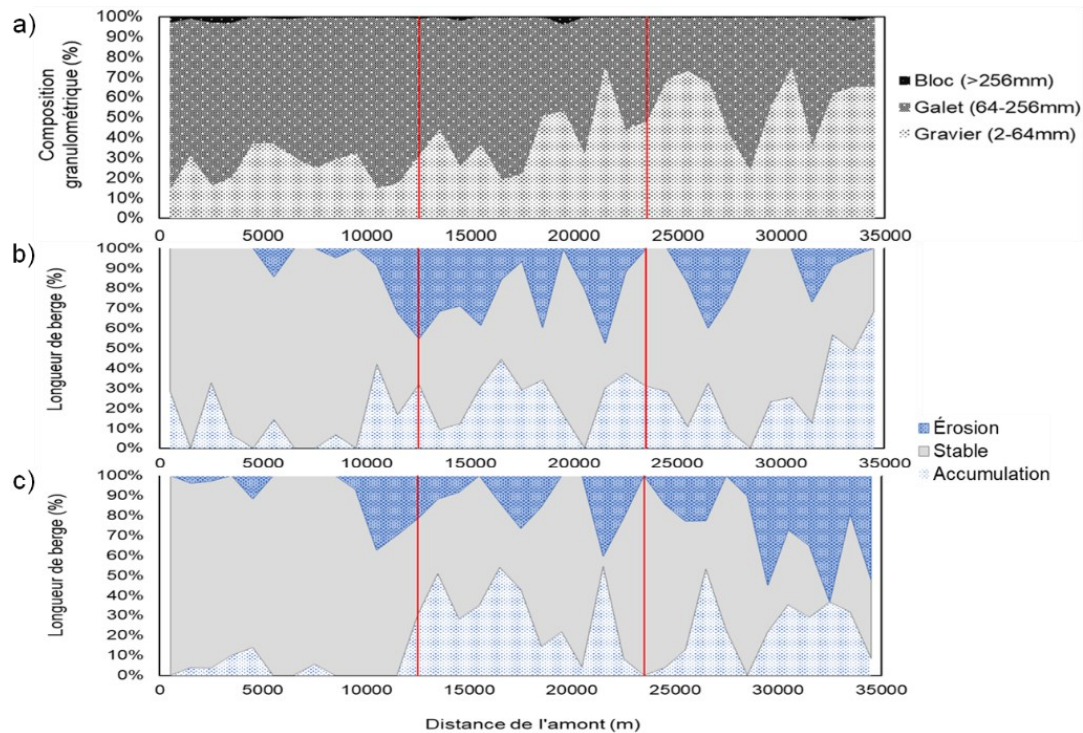 a)
100%
90%
80%
70%
60%
50%
40%
30%
20%
10%
0%
Composition
granulométrique (%)
0 5000 10000 15000 20000 25000 30000 35000
Bloc (>256mm)
Galet (64-256mm)
Gravier (2-64mm)
b)
100%
90%
80%
70%
60%
50%
40%
30%
20%
10%
0%
Longueur de berge (%)
0 5000 10000 15000 20000 25000 30000 35000
Érosion
Stable
Accumulation
c)
100%
90%
80%
70%
60%
50%
40%
30%
20%
10%
0%
Longueur de berge (%)
0 5000 10000 15000 20000 25000 30000 35000
Distance de l'amont (m)